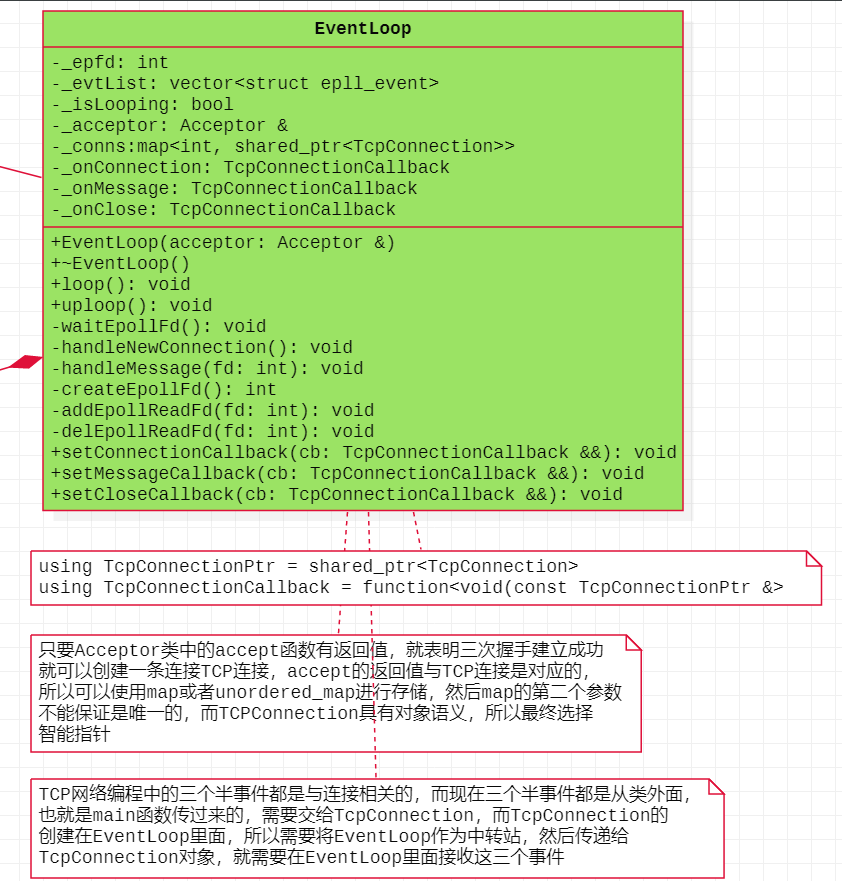 EventLoop
-_epfd: int
-_evtList: vector<struct epll_event>
-_isLooping: bool
-_acceptor: Acceptor &
-_conns:map<int, shared_ptr<TcpConnection>>
-_onConnection: TcpConnectionCallback
-_onMessage: TcpConnectionCallback
-_onClose: TcpConnectionCallback
+EventLoop(acceptor: Acceptor &)
+~EventLoop()
+loop(): void
+uploop(): void
-waitEpollFd(): void
-handleNewConnection(): void
-handleMessage(fd: int): void
-createEpollFd(): int
-addEpollReadFd(fd: int): void
-delEpollReadFd(fd: int): void
+setConnectionCallback(cb: TcpConnectionCallback &&): void
+setMessageCallback(cb: TcpConnectionCallback &&): void
+setCloseCallback(cb: TcpConnectionCallback &&): void
using TcpConnectionPtr = shared_ptr<TcpConnection>
using TcpConnectionCallback = function<void(const TcpConnectionPtr &>
只要Acceptor类中的accept函数有返回值，就表明三次握手建立成功
就可以创建一条连接TCP连接，accept的返回值与TCP连接是对应的，
所以可以使用map或者unordered_map进行存储，然后map的第二个参数
不能保证是唯一的，而TCPConnection具有对象语义，所以最终选择
智能指针
TCP网络编程中的三个半事件都是与连接相关的，而现在三个半事件都是从类外面，
也就是main函数传过来的，需要交给TcpConnection，而TcpConnection的
创建在EventLoop里面，所以需要将EventLoop作为中转站，然后传递给
TcpConnection对象，就需要在EventLoop里面接收这三个事件